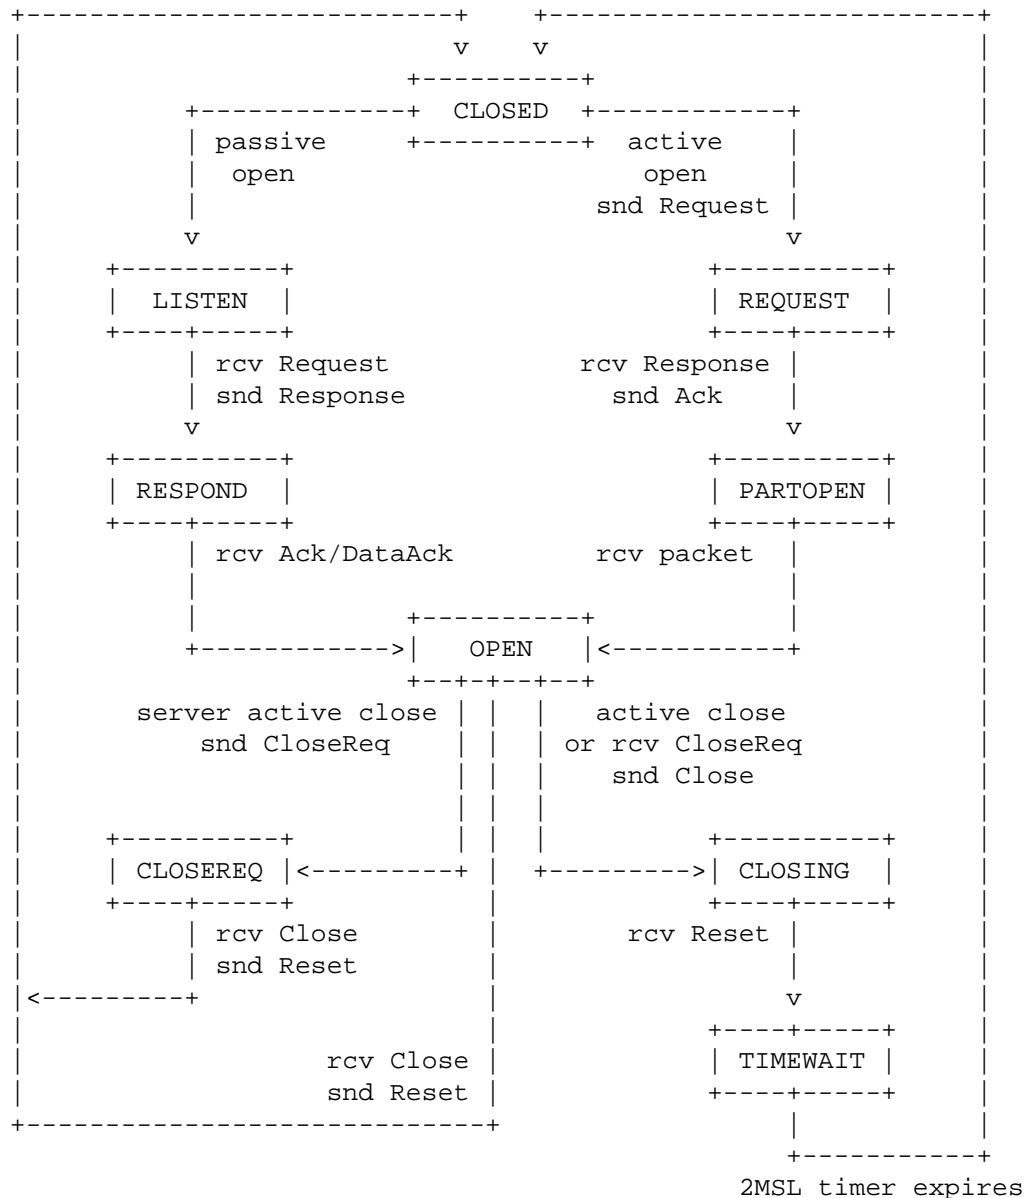 CLOSED
passive active
open open
snd Request
LISTEN REQUEST
rcv Request rcv Response
snd Response snd Ack
RESPOND PARTOPEN
rcv Ack/DataAck rcv packet
OPEN
server active close active close
snd CloseReq or rcv CloseReq
snd Close
CLOSEREQ CLOSING
rcv Close rcv Reset
snd Reset
rcv Close TIMEWAIT
snd Reset
2MSL timer expires